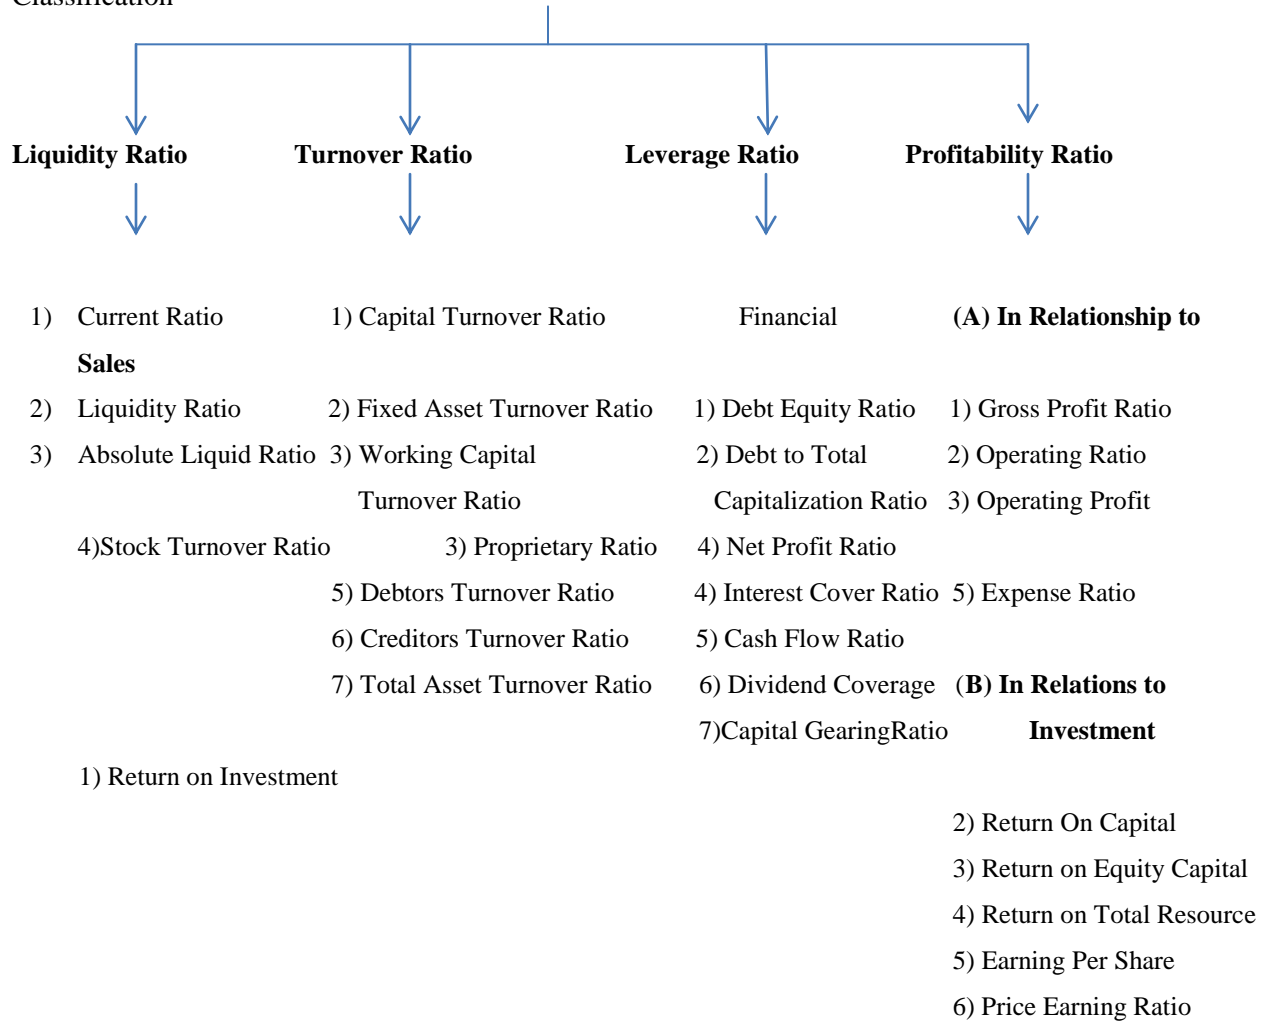 Classification
Liquidity Ratio Turnover Ratio Leverage Ratio Profitability Ratio
1) Current Ratio 1) Capital Turnover Ratio Financial (A) In Relationship to
Sales
2) Liquidity Ratio 2) Fixed Asset Turnover Ratio 1) Debt Equity Ratio 1) Gross Profit Ratio
3) Absolute Liquid Ratio 3) Working Capital 2) Debt to Total 2) Operating Ratio
Turnover Ratio Capitalization Ratio 3) Operating Profit
4)Stock Turnover Ratio 3) Proprietary Ratio 4) Net Profit Ratio
5) Debtors Turnover Ratio 4) Interest Cover Ratio 5) Expense Ratio
6) Creditors Turnover Ratio 5) Cash Flow Ratio
7) Total Asset Turnover Ratio 6) Dividend Coverage (B) In Relations to
7)Capital GearingRatio Investment
1) Return on Investment
2) Return On Capital
3) Return on Equity Capital
4) Return on Total Resource
5) Earning Per Share
6) Price Earning Ratio